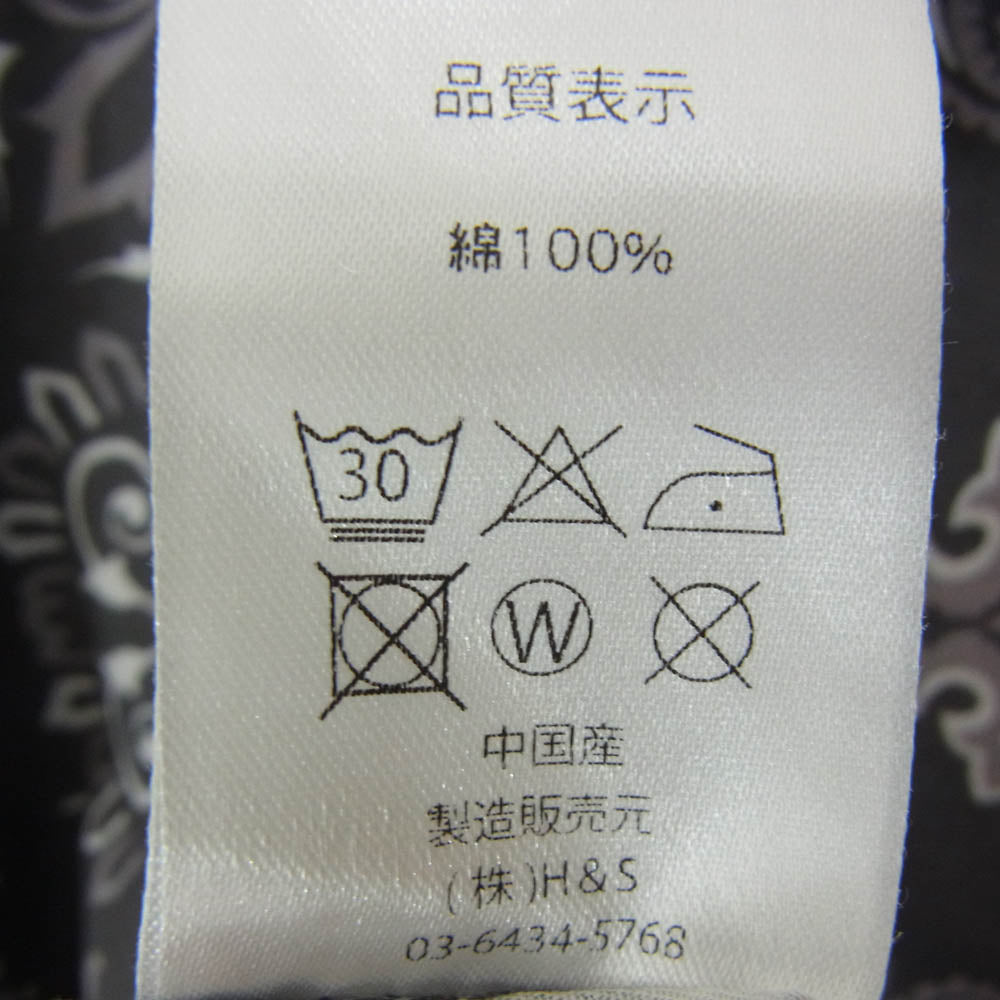 品質表示
綿100%
30
W
中国産
製造販売元
(株)H&S
03-6434-5768